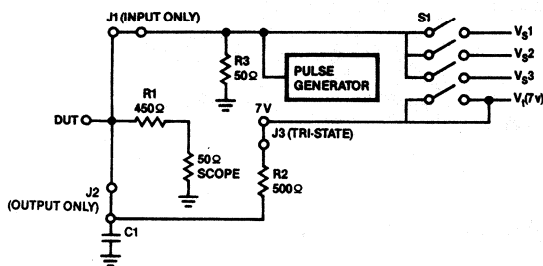 J1 (INPUT ONLY)
S1
VS1
VS2
VS3
Vt(7v)
R3
50Ω
PULSE
GENERATOR
R1
450Ω
7V
J3 (TRI-STATE)
DUT
50Ω
SCOPE
R2
500Ω
J2
(OUTPUT ONLY)
C1